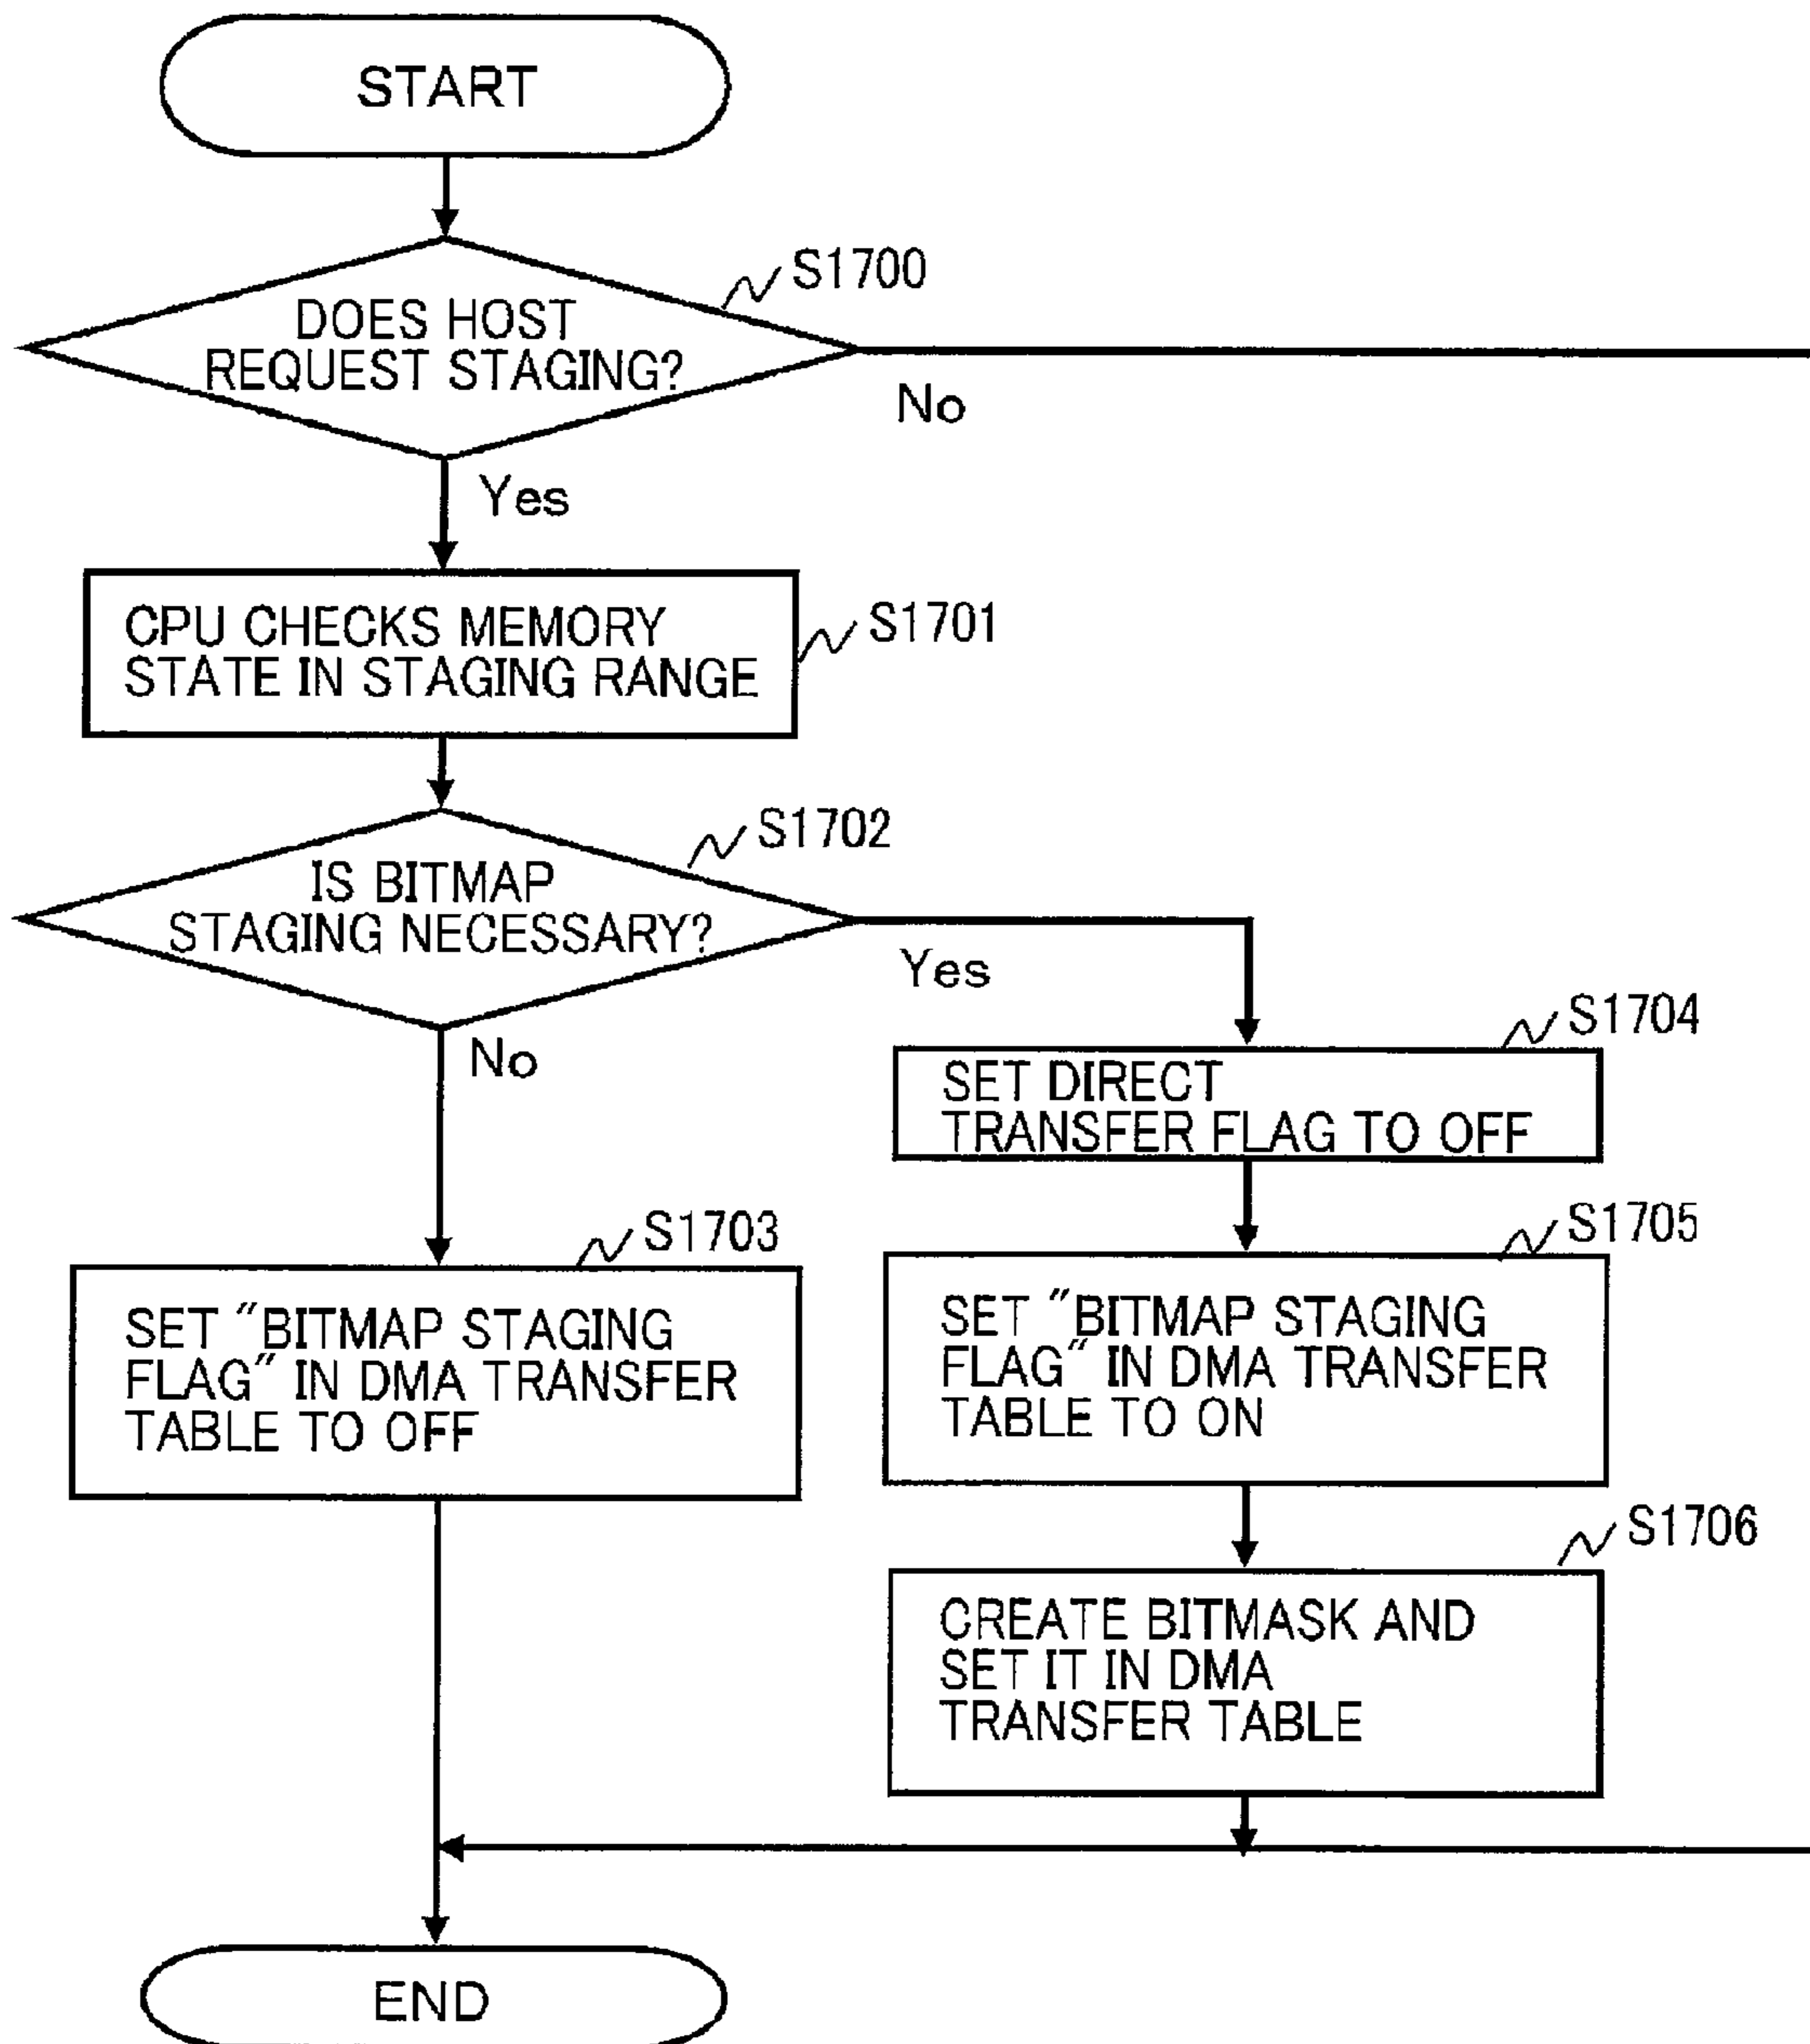 START
S1700
DOES HOST
REQUEST STAGING?
No
Yes
CPU CHECKS MEMORY
STATE IN STAGING RANGE
S1701
S1702
IS BITMAP
STAGING NECESSARY?
Yes
No
S1704
SET DIRECT
TRANSFER FLAG TO OFF
S1703
SET "BITMAP STAGING
FLAG" IN DMA TRANSFER
TABLE TO OFF
S1705
SET "BITMAP STAGING
FLAG" IN DMA TRANSFER
TABLE TO ON
S1706
CREATE BITMASK AND
SET IT IN DMA
TRANSFER TABLE
END